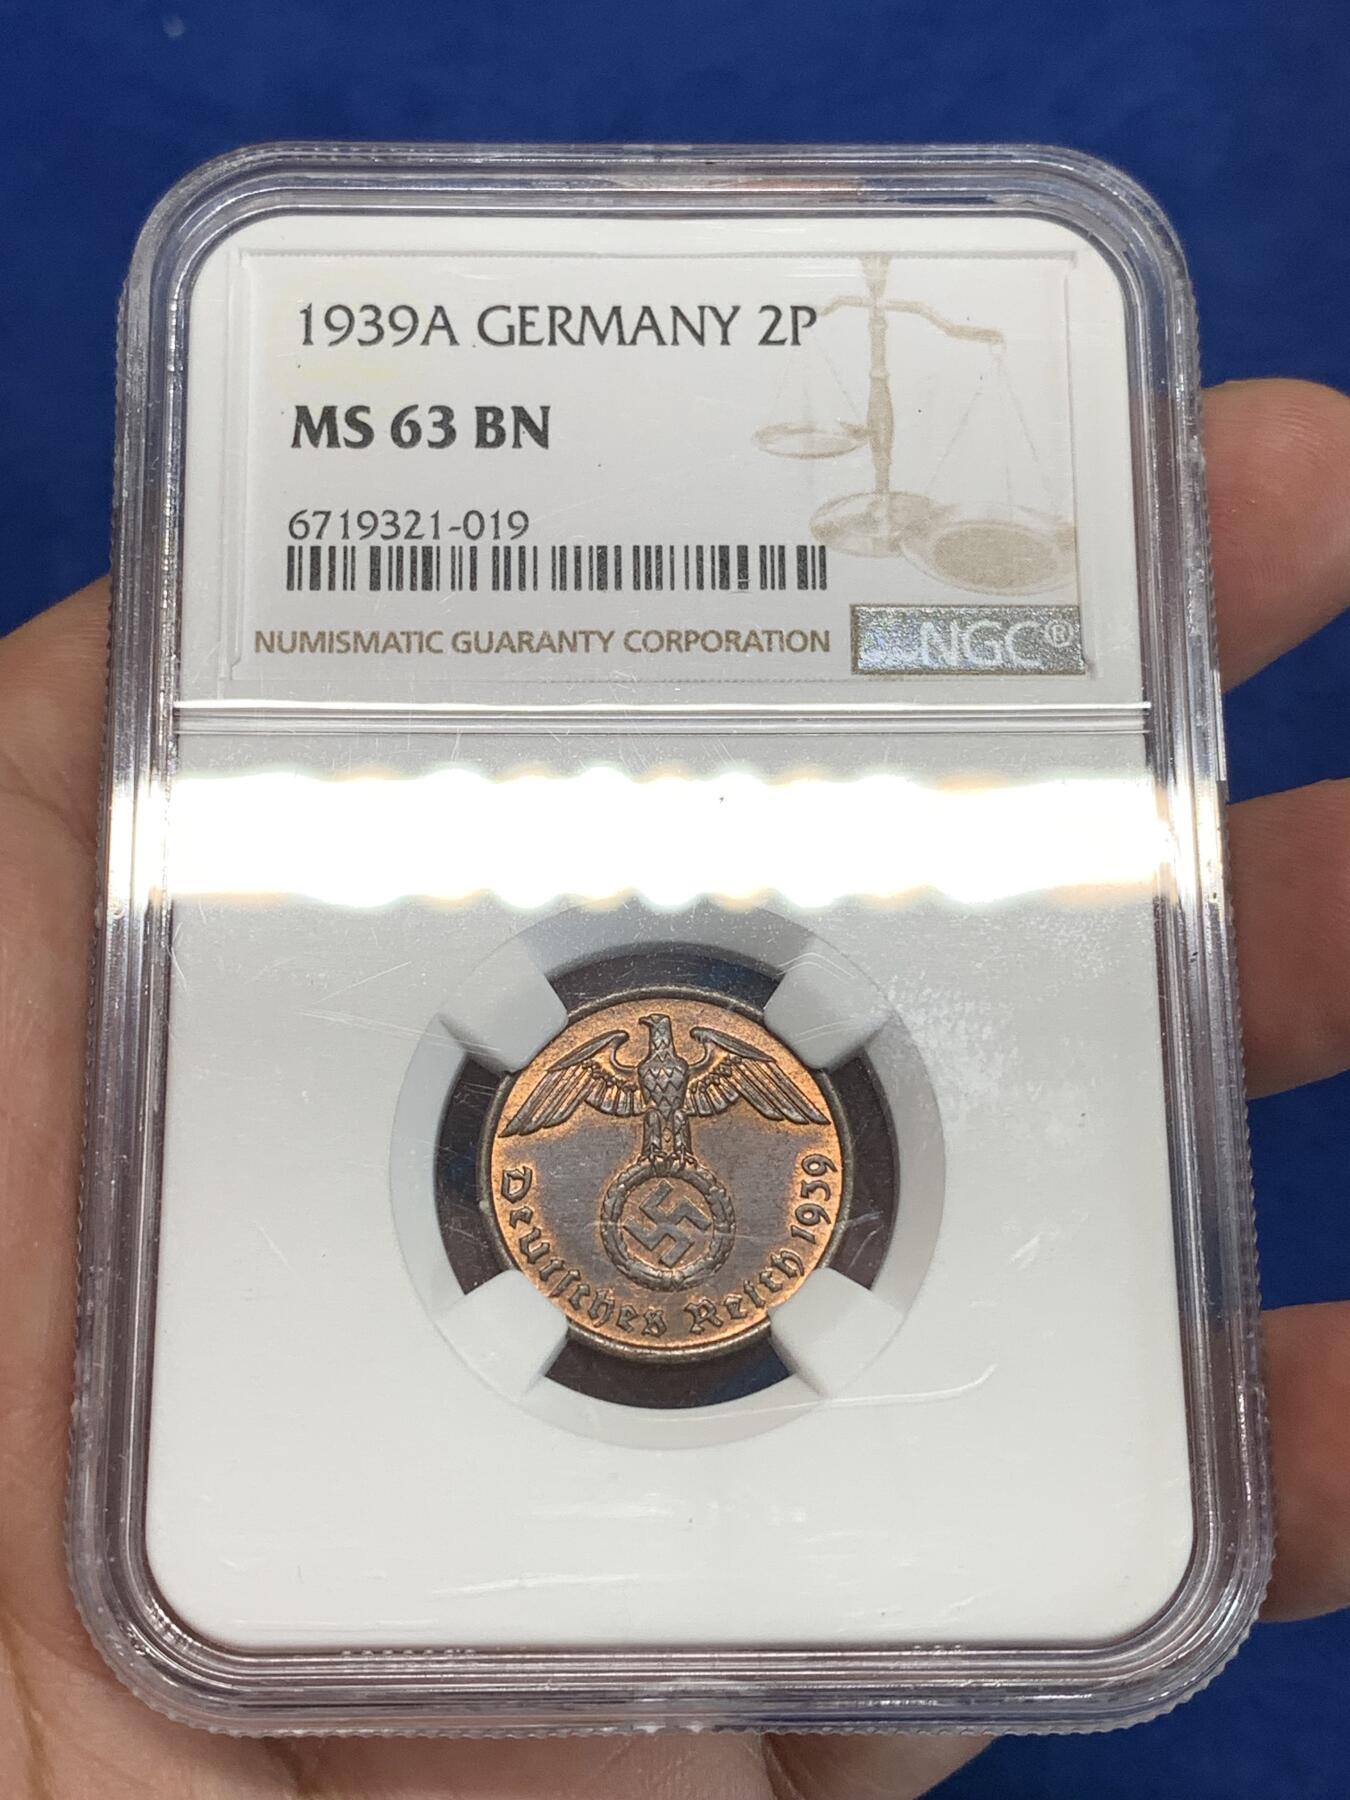 1939A GERMANY 2P
MS 63 BN
6719321-019
NUMISMATIC GUARANTY CORPORATION
NGC®
Deutsches Reich 1939